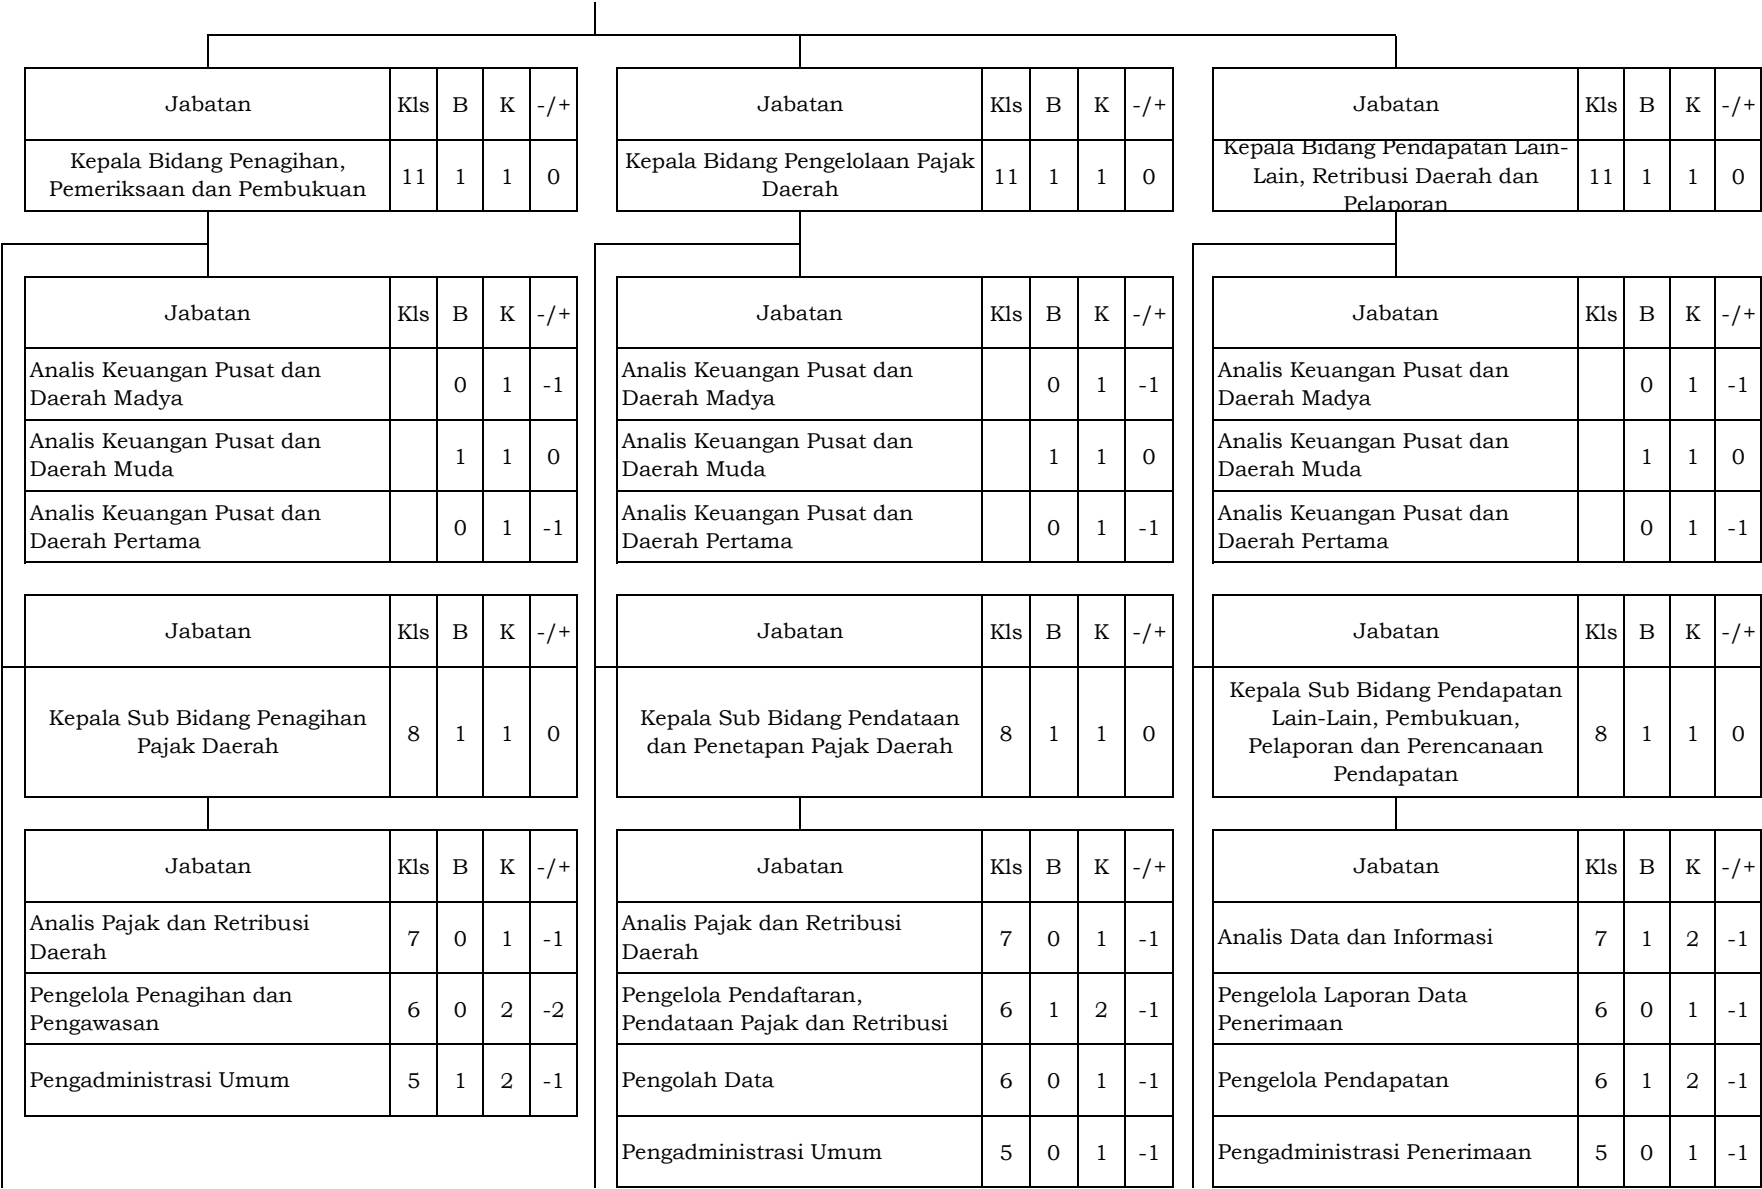 Jabatan Kls B K -/+
Kepala Bidang Penagihan,
Pemeriksaan dan Pembukuan 11 1 1 0
Jabatan Kls B K -/+
Kepala Bidang Pengelolaan Pajak
Daerah 11 1 1 0
Jabatan Kls B K -/+
Kepala Bidang Pendapatan Lain-
Lain, Retribusi Daerah dan 11 1 1 0
Pelaporan
Jabatan Kls B K -/+
Analis Keuangan Pusat dan
Daerah Madya 0 1 -1
Analis Keuangan Pusat dan
Daerah Muda 1 1 0
Analis Keuangan Pusat dan
Daerah Pertama 0 1 -1
Jabatan Kls B K -/+
Analis Keuangan Pusat dan
Daerah Madya 0 1 -1
Analis Keuangan Pusat dan
Daerah Muda 1 1 0
Analis Keuangan Pusat dan
Daerah Pertama 0 1 -1
Jabatan Kls B K -/+
Analis Keuangan Pusat dan
Daerah Madya 0 1 -1
Analis Keuangan Pusat dan
Daerah Muda 1 1 0
Analis Keuangan Pusat dan
Daerah Pertama 0 1 -1
Jabatan Kls B K -/+
Kepala Sub Bidang Penagihan
Pajak Daerah 8 1 1 0
Jabatan Kls B K -/+
Kepala Sub Bidang Pendataan
dan Penetapan Pajak Daerah 8 1 1 0
Jabatan Kls B K -/+
Kepala Sub Bidang Pendapatan
Lain-Lain, Pembukuan,
Pelaporan dan Perencanaan 8 1 1 0
Pendapatan
Jabatan Kls B K -/+
Analis Pajak dan Retribusi
Daerah 7 0 1 -1
Pengelola Penagihan dan
Pengawasan 6 0 2 -2
Pengadministrasi Umum 5 1 2 -1
Jabatan Kls B K -/+
Analis Pajak dan Retribusi
Daerah 7 0 1 -1
Pengelola Pendaftaran,
Pendataan Pajak dan Retribusi 6 1 2 -1
Pengolah Data 6 0 1 -1
Pengadministrasi Umum 5 0 1 -1
Jabatan Kls B K -/+
Analis Data dan Informasi 7 1 2 -1
Pengelola Laporan Data
Penerimaan 6 0 1 -1
Pengelola Pendapatan 6 1 2 -1
Pengadministrasi Penerimaan 5 0 1 -1